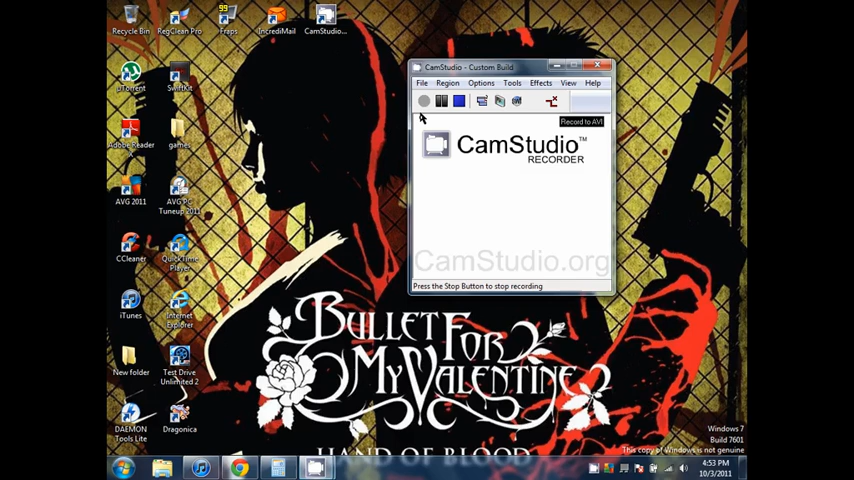 Recycle Bin
RegClean Pro
99
Fraps
IncrediMail
CamStudio...
µTorrent
SwiftKit
Adobe Reader
X
games
AVG 2011
AVG PC
Tuneup 2011
CCleaner
QuickTime
Player
iTunes
Internet
Explorer
New folder
Test Drive
Unlimited 2
DAEMON
Tools Lite
Dragonica
CamStudio - Custom Build
File Region Options Tools Effects View Help
Record to AVI
CamStudio™
RECORDER
CamStudio.org
Press the Stop Button to stop recording
BULLET FOR
MY VALENTINE
HAND OF BLOOD
Windows 7
Build 7601
This copy of Windows is not genuine
4:53 PM
10/3/2011